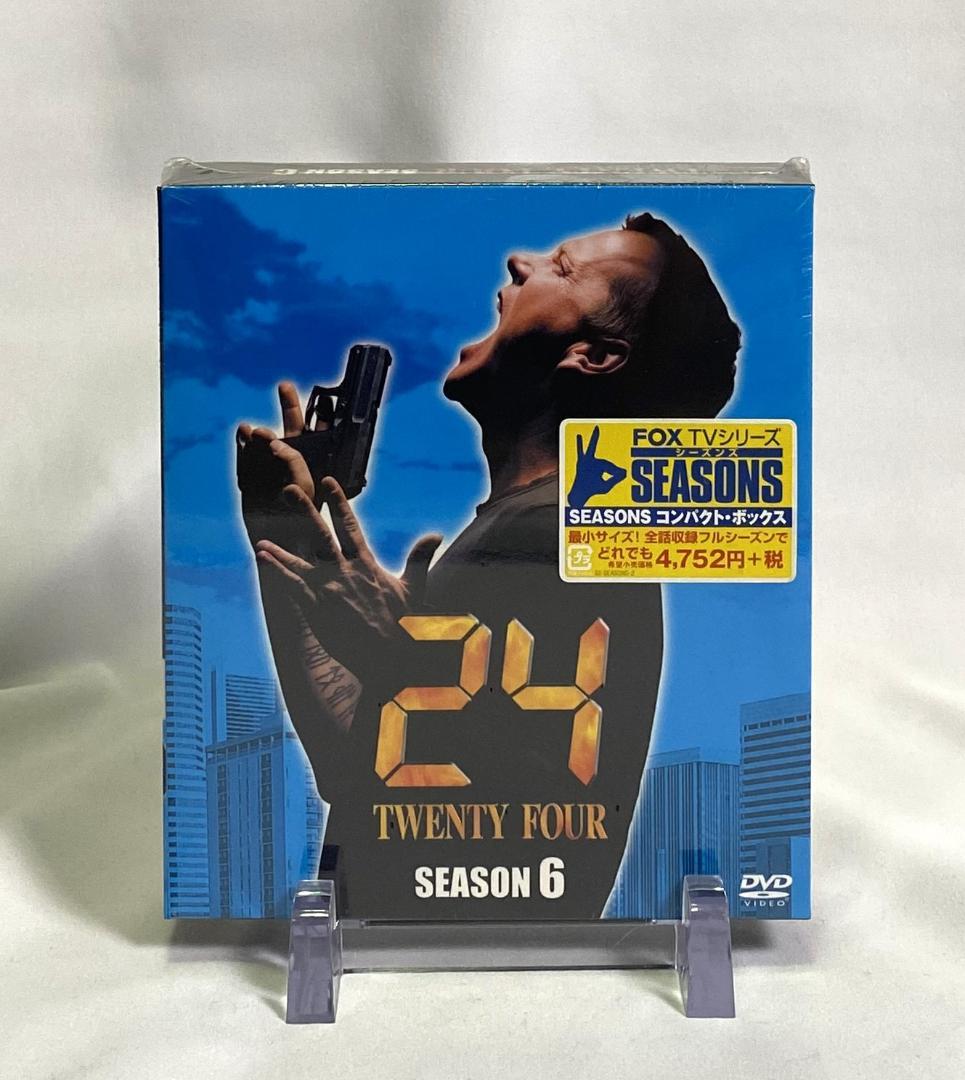 SEASON 6
FOX TVシリーズ
シーズンズ
SEASONS
SEASONS コンパクト・ボックス
最小サイズ! 全話収録フルシーズンで
どれでも
希望小売価格 4,752円+税
プラ
24
TWENTY FOUR
SEASON 6
DVD
VIDEO